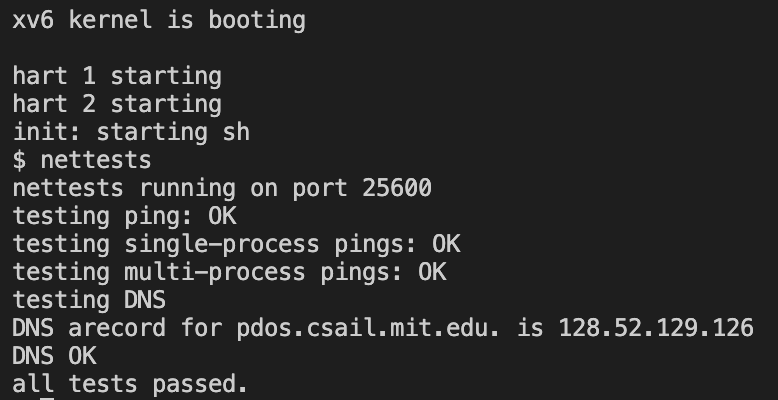 xv6 kernel is booting
hart 1 starting
hart 2 starting
init: starting sh
$ nettests
nettests running on port 25600
testing ping: OK
testing single-process pings: OK
testing multi-process pings: OK
testing DNS
DNS arecord for pdos.csail.mit.edu. is 128.52.129.126
DNS OK
all tests passed.